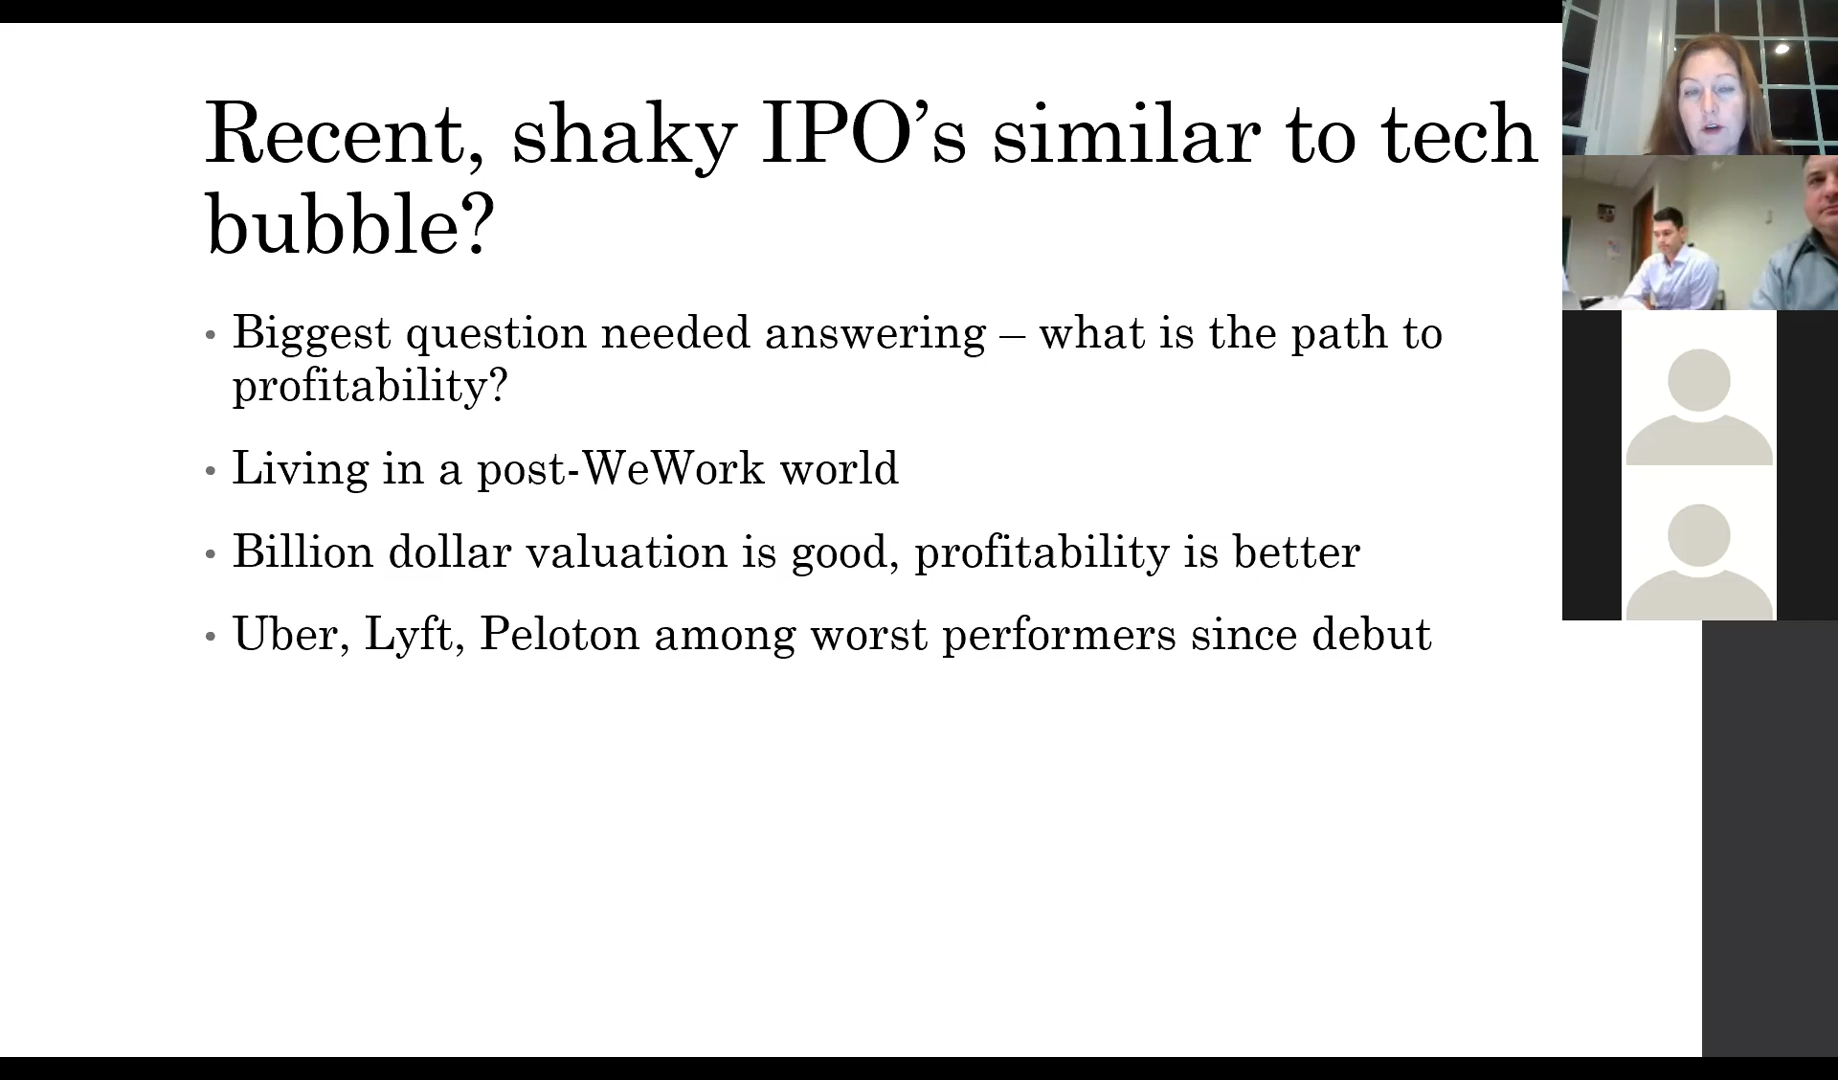 Recent, shaky IPO’s similar to tech
bubble?
• Biggest question needed answering – what is the path to
profitability?
• Living in a post-WeWork world
• Billion dollar valuation is good, profitability is better
• Uber, Lyft, Peloton among worst performers since debut